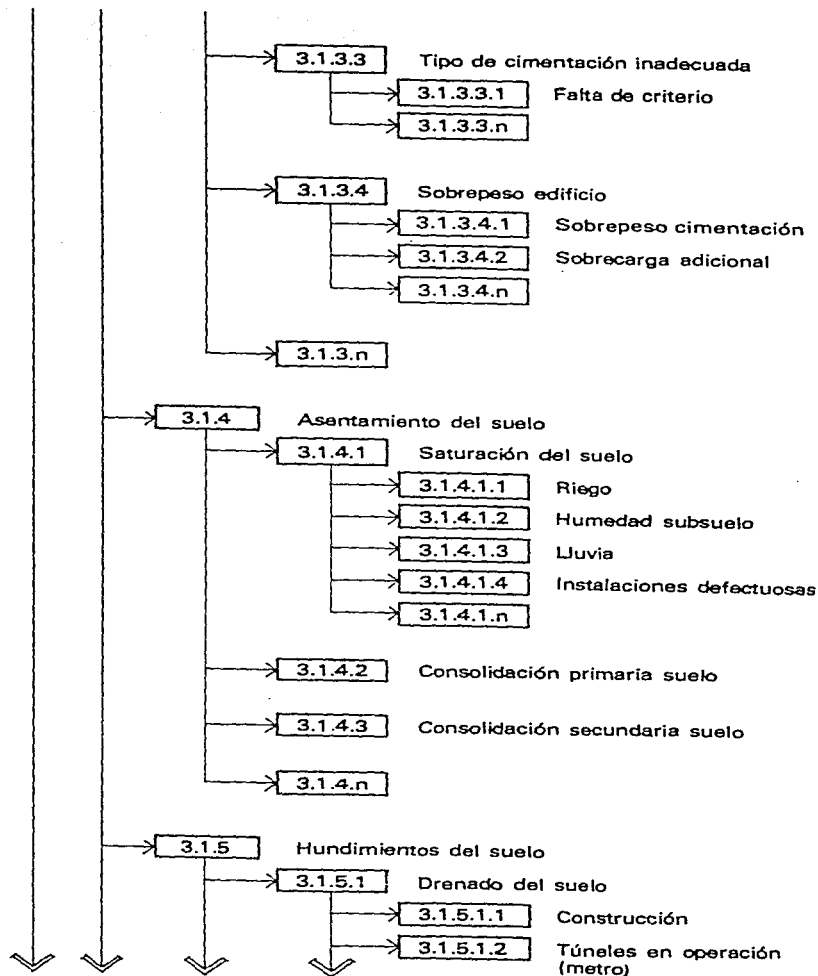 3.1.3.3 Tipo de cimentación inadecuada
3.1.3.3.1 Falta de criterio
3.1.3.3.n
3.1.3.4 Sobrepeso edificio
3.1.3.4.1 Sobrepeso cimentación
3.1.3.4.2 Sobrecarga adicional
3.1.3.4.n
3.1.3.n
3.1.4 Asentamiento del suelo
3.1.4.1 Saturación del suelo
3.1.4.1.1 Riego
3.1.4.1.2 Humedad subsuelo
3.1.4.1.3 Lluvia
3.1.4.1.4 Instalaciones defectuosas
3.1.4.1.n
3.1.4.2 Consolidación primaria suelo
3.1.4.3 Consolidación secundaria suelo
3.1.4.n
3.1.5 Hundimientos del suelo
3.1.5.1 Drenado del suelo
3.1.5.1.1 Construcción
3.1.5.1.2 Túneles en operación
(metro)